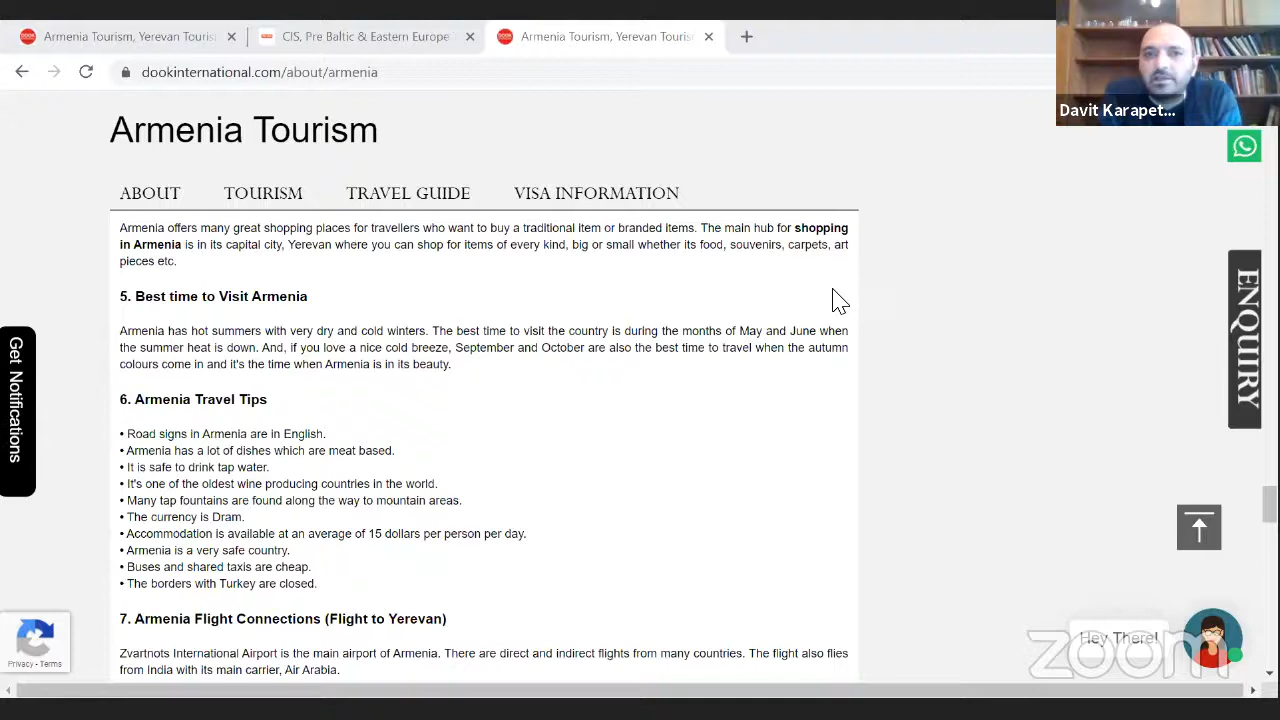 Armenia Tourism, Yerevan Touris
CIS, Pre Baltic & Eastern Europe
Armenia Tourism, Yerevan Touris
dookinternational.com/about/armenia
Davit Karapet...
Armenia Tourism
ABOUT TOURISM TRAVEL GUIDE VISA INFORMATION
Armenia offers many great shopping places for travellers who want to buy a traditional item or branded items. The main hub for shopping
in Armenia is in its capital city, Yerevan where you can shop for items of every kind, big or small whether its food, souvenirs, carpets, art
pieces etc.
5. Best time to Visit Armenia
Armenia has hot summers with very dry and cold winters. The best time to visit the country is during the months of May and June when
the summer heat is down. And, if you love a nice cold breeze, September and October are also the best time to travel when the autumn
colours come in and it's the time when Armenia is in its beauty.
6. Armenia Travel Tips
• Road signs in Armenia are in English.
• Armenia has a lot of dishes which are meat based.
• It is safe to drink tap water.
• It's one of the oldest wine producing countries in the world.
• Many tap fountains are found along the way to mountain areas.
• The currency is Dram.
• Accommodation is available at an average of 15 dollars per person per day.
• Armenia is a very safe country.
• Buses and shared taxis are cheap.
• The borders with Turkey are closed.
7. Armenia Flight Connections (Flight to Yerevan)
Zvartnots International Airport is the main airport of Armenia. There are direct and indirect flights from many countries. The flight also flies
from India with its main carrier, Air Arabia.
Get Notifications
ENQUIRY
Privacy - Terms
Hey There!
zoom